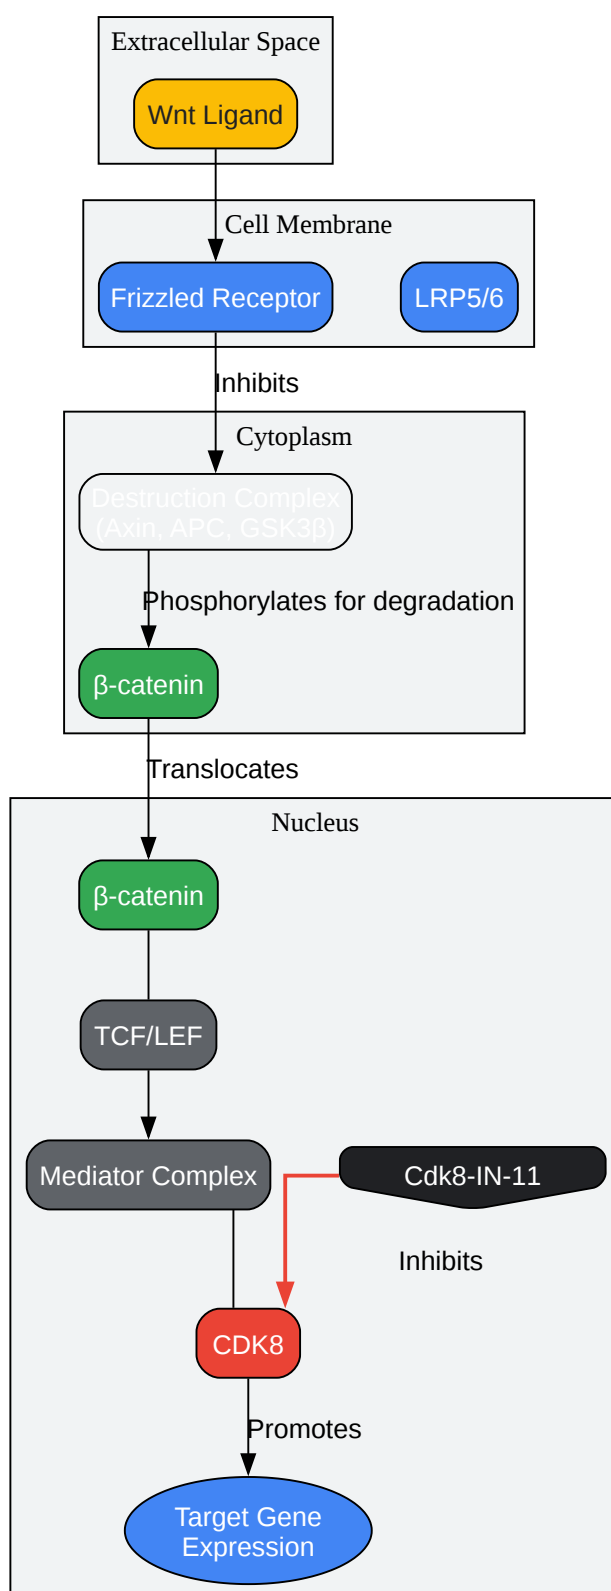 Extracellular Space
Wnt Ligand
Cell Membrane
Frizzled Receptor
LRP5/6
Inhibits
Cytoplasm
Destruction Complex
(Axin, APC, GSK3β)
Phosphorylates for degradation
β-catenin
Translocates
Nucleus
β-catenin
TCF/LEF
Mediator Complex
Cdk8-IN-11
Inhibits
CDK8
Promotes
Target Gene
Expression